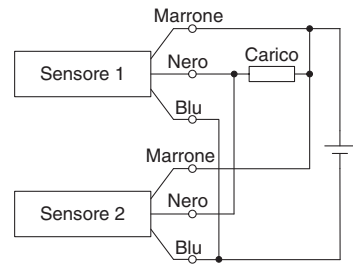 Marrone
Sensore 1
Nero
Carico
Blu
Marrone
Sensore 2
Nero
Blu